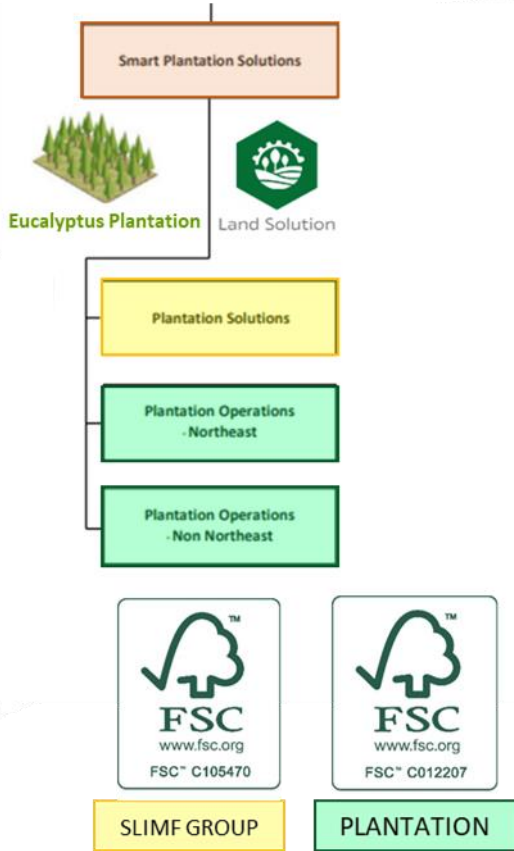 Smart Plantation Solutions
Eucalyptus Plantation
Land Solution
Plantation Solutions
Plantation Operations
- Northeast
Plantation Operations
- Non Northeast
TM
FSC
www.fsc.org
FSC™ C105470
TM
FSC
www.fsc.org
FSC™ C012207
SLIMF GROUP
PLANTATION